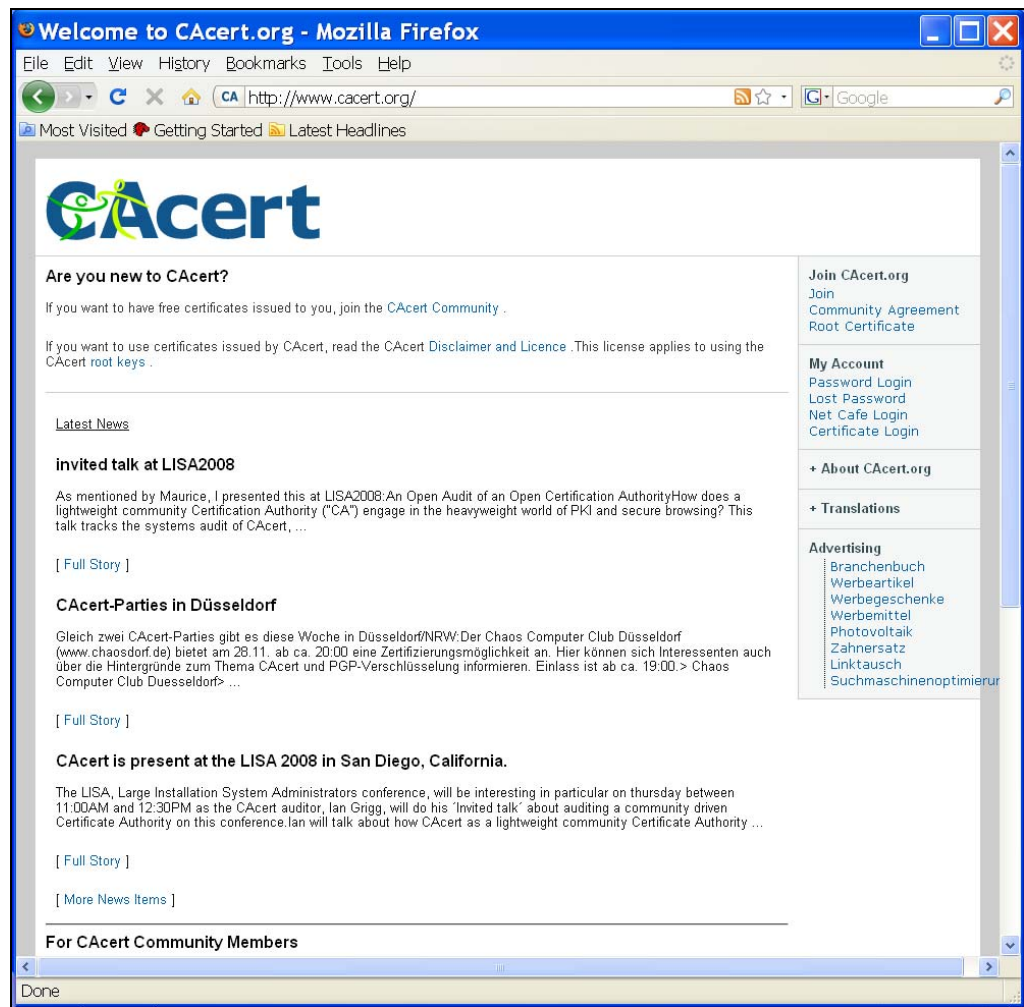 Welcome to CAcert.org - Mozilla Firefox
File Edit View History Bookmarks Tools Help
CA http://www.cacert.org/ G Google
Most Visited Getting Started Latest Headlines
CAcert
Are you new to CAcert?
If you want to have free certificates issued to you, join the CAcert Community .
If you want to use certificates issued by CAcert, read the CAcert Disclaimer and Licence .This license applies to using the
CAcert root keys .
Latest News
invited talk at LISA2008
As mentioned by Maurice, I presented this at LISA2008:An Open Audit of an Open Certification AuthorityHow does a
lightweight community Certification Authority ("CA") engage in the heavyweight world of PKI and secure browsing? This
talk tracks the systems audit of CAcert, ...
[ Full Story ]
CAcert-Parties in Düsseldorf
Gleich zwei CAcert-Parties gibt es diese Woche in Düsseldorf/NRW:Der Chaos Computer Club Düsseldorf
(www.chaosdorf.de) bietet am 28.11. ab ca. 20:00 eine Zertifizierungsmöglichkeit an. Hier können sich Interessenten auch
über die Hintergründe zum Thema CAcert und PGP-Verschlüsselung informieren. Einlass ist ab ca. 19:00.> Chaos
Computer Club Duesseldorf> ...
[ Full Story ]
CAcert is present at the LISA 2008 in San Diego, California.
The LISA, Large Installation System Administrators conference, will be interesting in particular on thursday between
11:00AM and 12:30PM as the CAcert auditor, Ian Grigg, will do his ´Invited talk´ about auditing a community driven
Certificate Authority on this conference.Ian will talk about how CAcert as a lightweight community Certificate Authority ...
[ Full Story ]
[ More News Items ]
For CAcert Community Members
Join CAcert.org
Join
Community Agreement
Root Certificate
My Account
Password Login
Lost Password
Net Cafe Login
Certificate Login
+ About CAcert.org
+ Translations
Advertising
Branchenbuch
Werbeartikel
Werbegeschenke
Werbemittel
Photovoltaik
Zahnersatz
Linktausch
Suchmaschinenoptimierur
Done